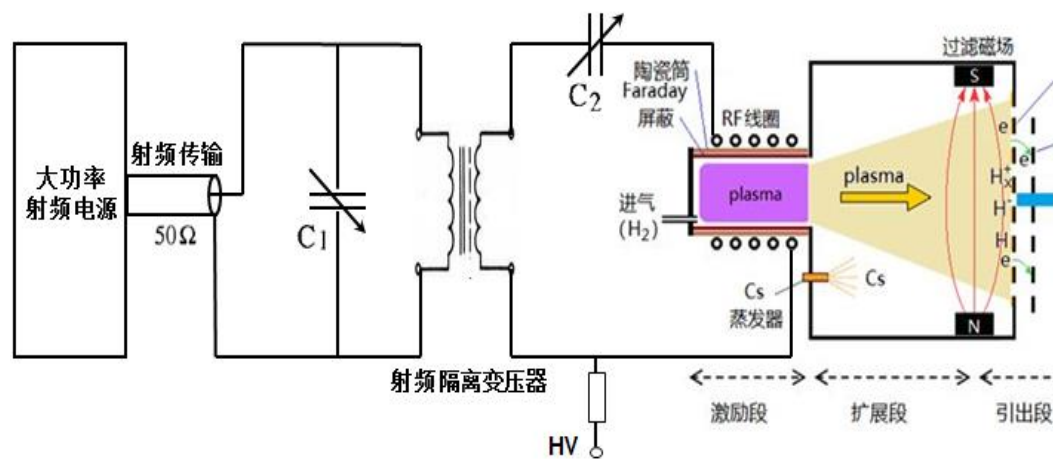 大功率
射频电源
射频传输
50Ω
C1
射频隔离变压器
C2
HV
陶瓷筒
Faraday
屏蔽
RF线圈
进气
(H₂)
plasma
plasma
Cs
蒸发器
Cs
过滤磁场
S
N
e
e
Hₓ⁺
H⁻
H
e
激励段
扩展段
引出段